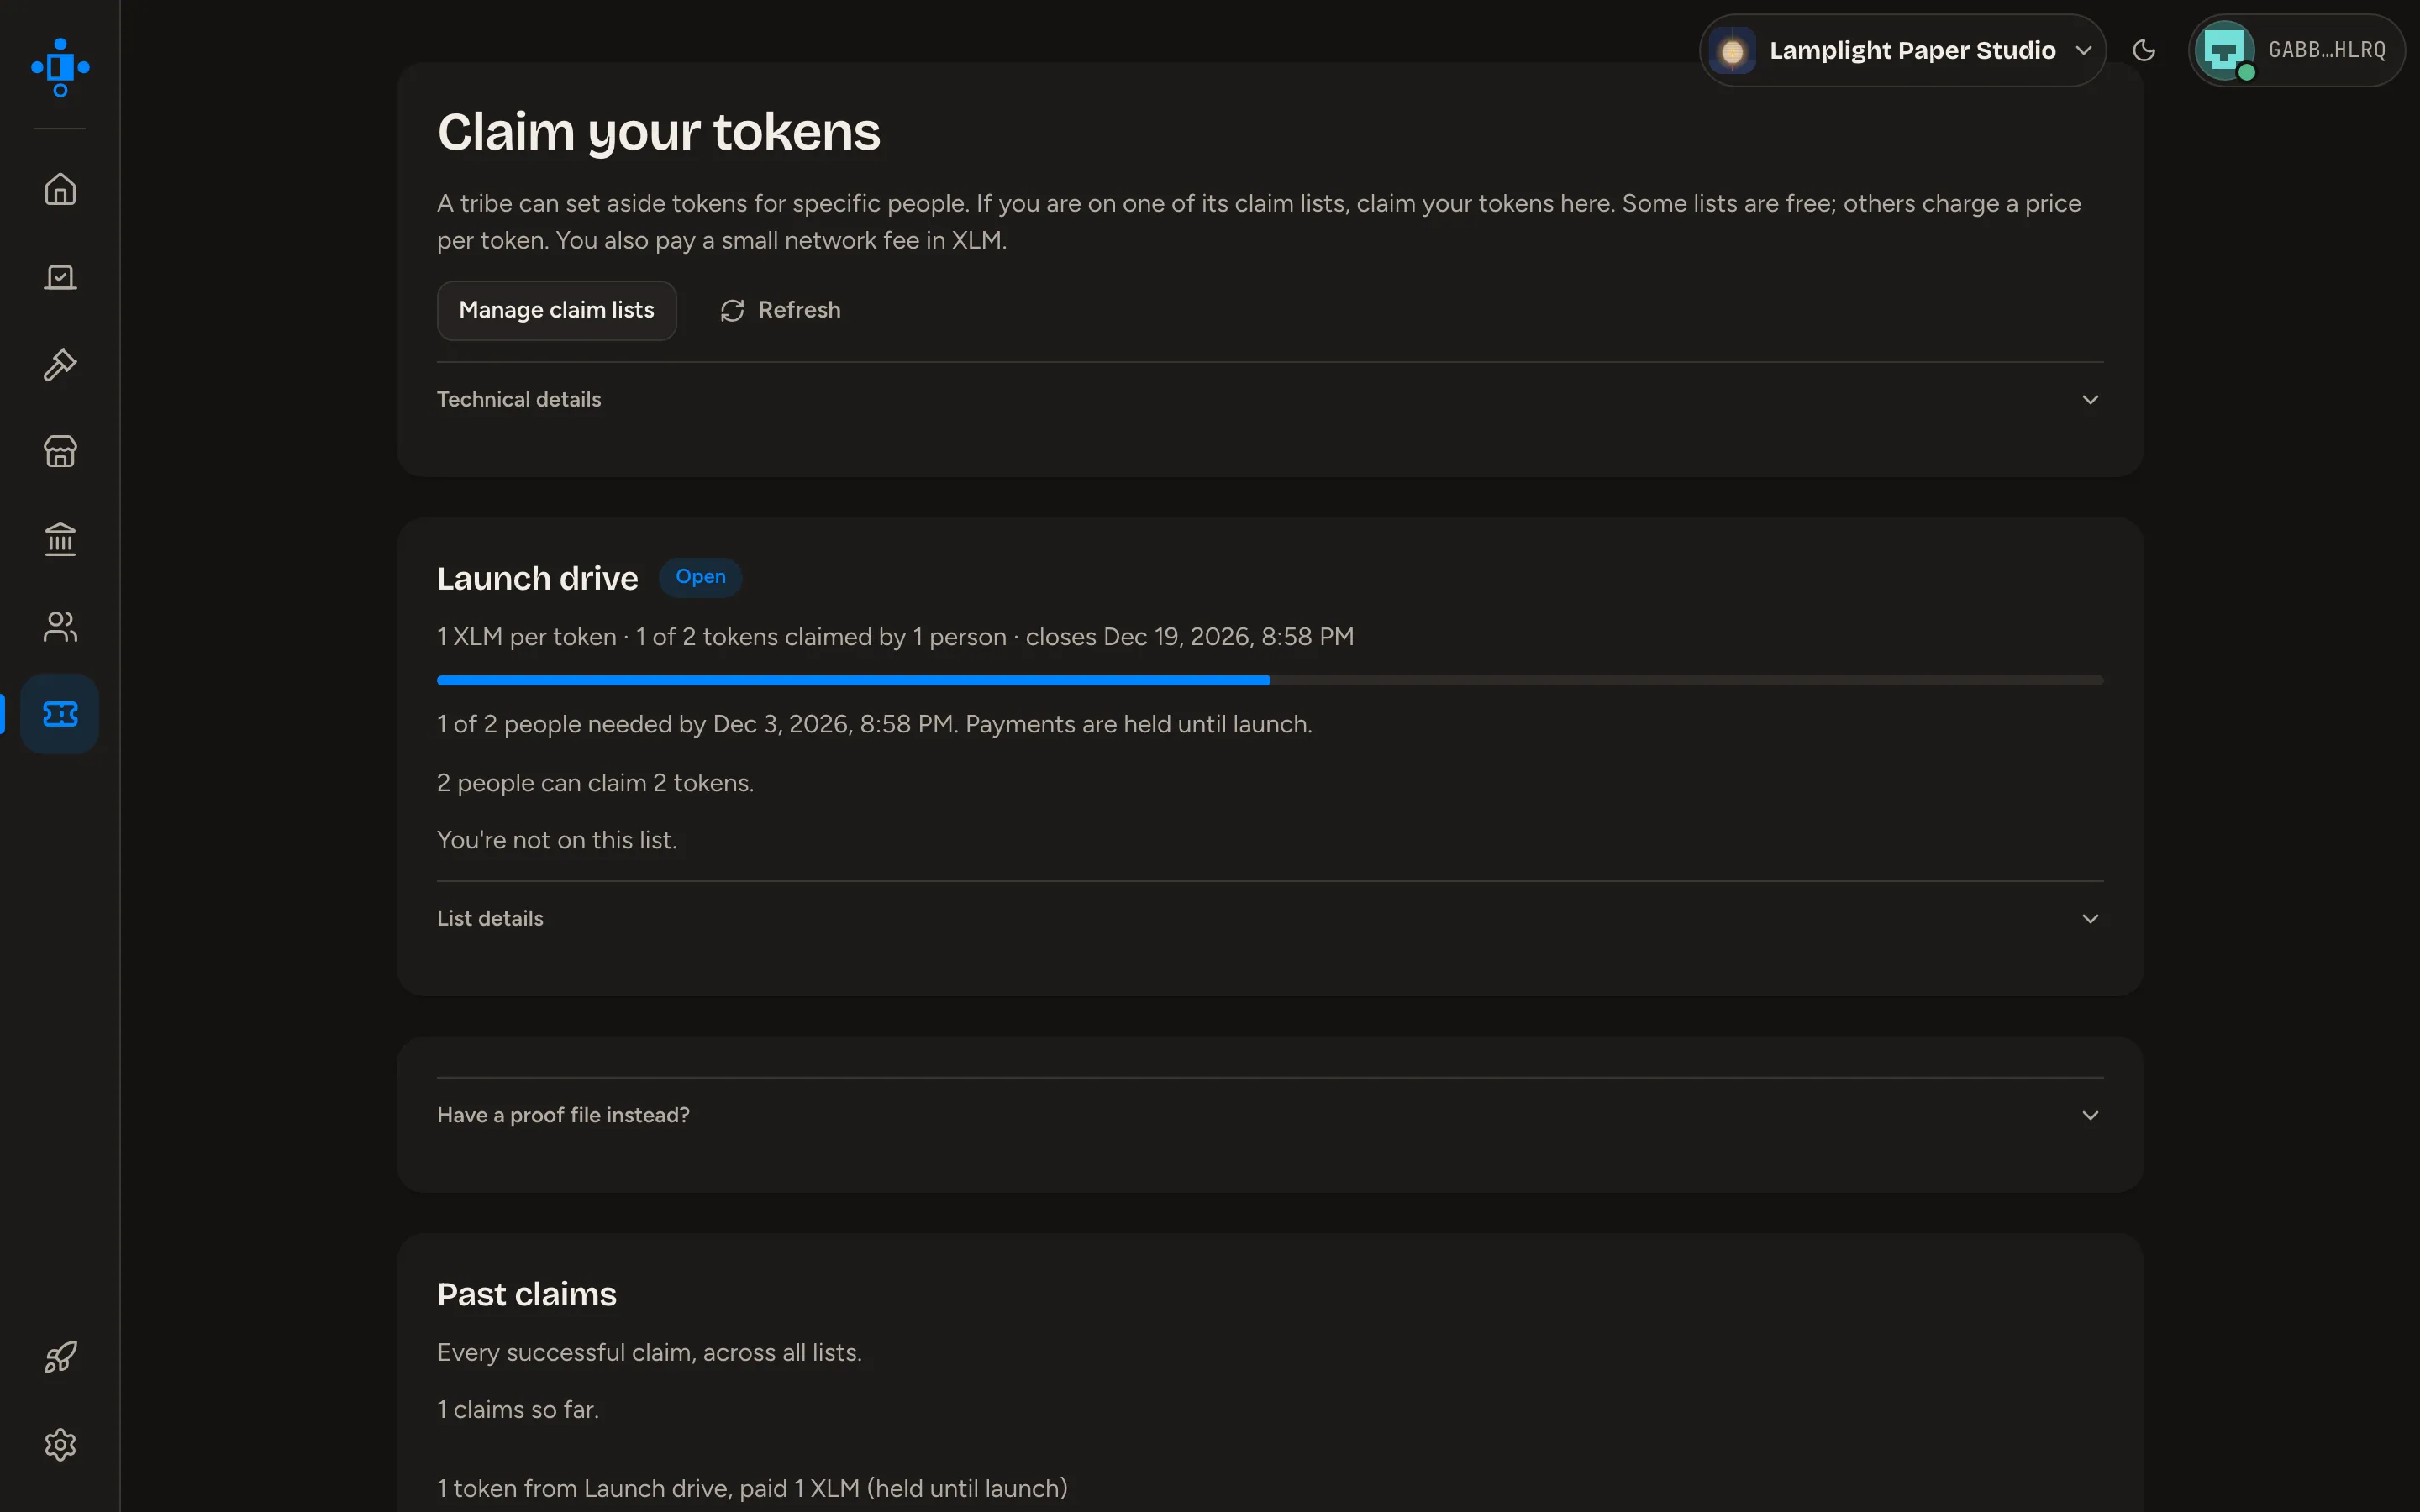 Lamplight Paper Studio
GABB...HLRQ
Claim your tokens
A tribe can set aside tokens for specific people. If you are on one of its claim lists, claim your tokens here. Some lists are free; others charge a price
per token. You also pay a small network fee in XLM.
Manage claim lists
Refresh
Technical details
Launch drive
Open
1 XLM per token · 1 of 2 tokens claimed by 1 person · closes Dec 19, 2026, 8:58 PM
1 of 2 people needed by Dec 3, 2026, 8:58 PM. Payments are held until launch.
2 people can claim 2 tokens.
You're not on this list.
List details
Have a proof file instead?
Past claims
Every successful claim, across all lists.
1 claims so far.
1 token from Launch drive, paid 1 XLM (held until launch)